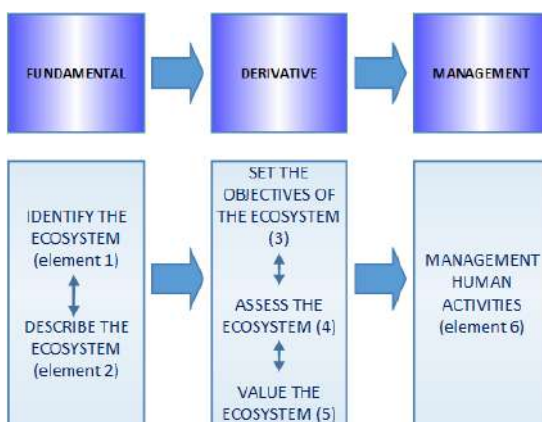 FUNDAMENTAL
DERIVATIVE
MANAGEMENT
IDENTIFY THE
ECOSYSTEM
(element 1)
DESCRIBE THE
ECOSYSTEM
(element 2)
SET THE
OBJECTIVES OF
THE ECOSYSTEM
(3)
ASSESS THE
ECOSYSTEM (4)
VALUE THE
ECOSYSTEM (5)
MANAGEMENT
HUMAN
ACTIVITIES
(element 6)